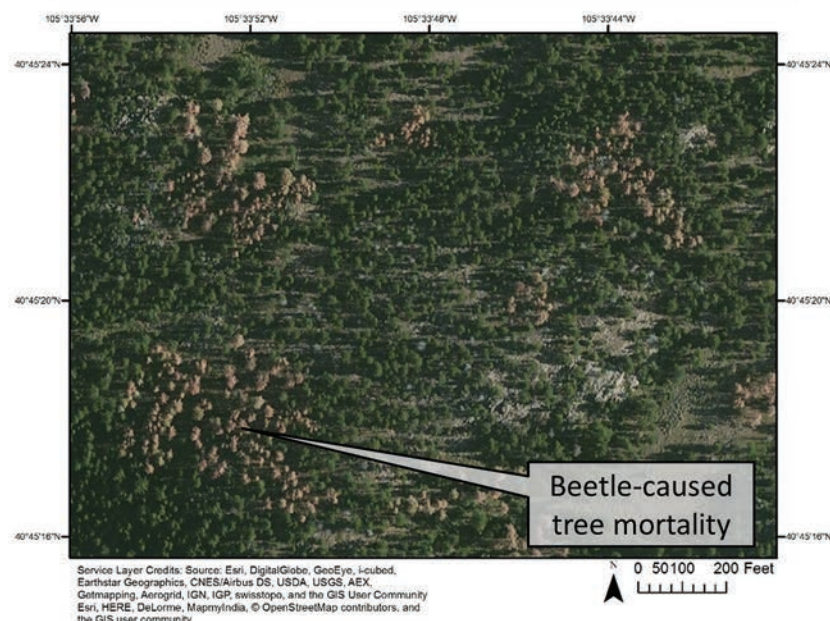 105°33'56" 105°33'52" 105°33'48" 105°33'44"
40°45'24"N 40°45'24"N
40°45'20"N 40°45'20"N
Beetle-caused
tree mortality
40°45'16"N 40°45'16"N
Service Layer Credits: Source: Esri, DigitalGlobe, GeoEye, i-cubed,
Earthstar Geographics, CNES/Airbus DS, USDA, USGS, AEX,
Getmapping, Aerogrid, IGN, IGP, swisstopo, and the GIS User Community
Esri, HERE, DeLorme, MapmyIndia, © OpenStreetMap contributors, and
the GIS user community
N
0 50100 200 Feet